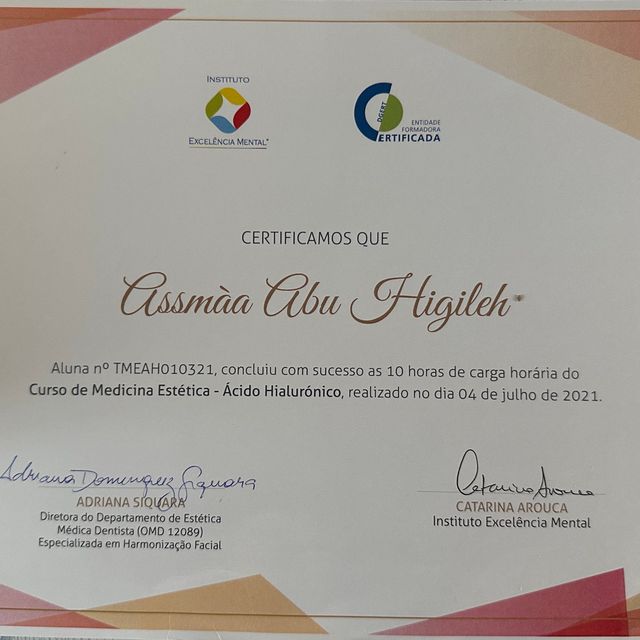 INSTITUTO
EXCELÊNCIA MENTAL®
DGERT
ENTIDADE
FORMADORA
CERTIFICADA
CERTIFICAMOS QUE
Assmàa Abu Higileh
Aluna nº TMEAH010321, concluiu com sucesso as 10 horas de carga horária do
Curso de Medicina Estética - Ácido Hialurónico, realizado no dia 04 de julho de 2021.
Adriana Dominguez Siquara
ADRIANA SIQUARA
Diretora do Departamento de Estética
Médica Dentista (OMD 12089)
Especializada em Harmonização Facial
Catarina Arouca
CATARINA AROUCA
Instituto Excelência Mental